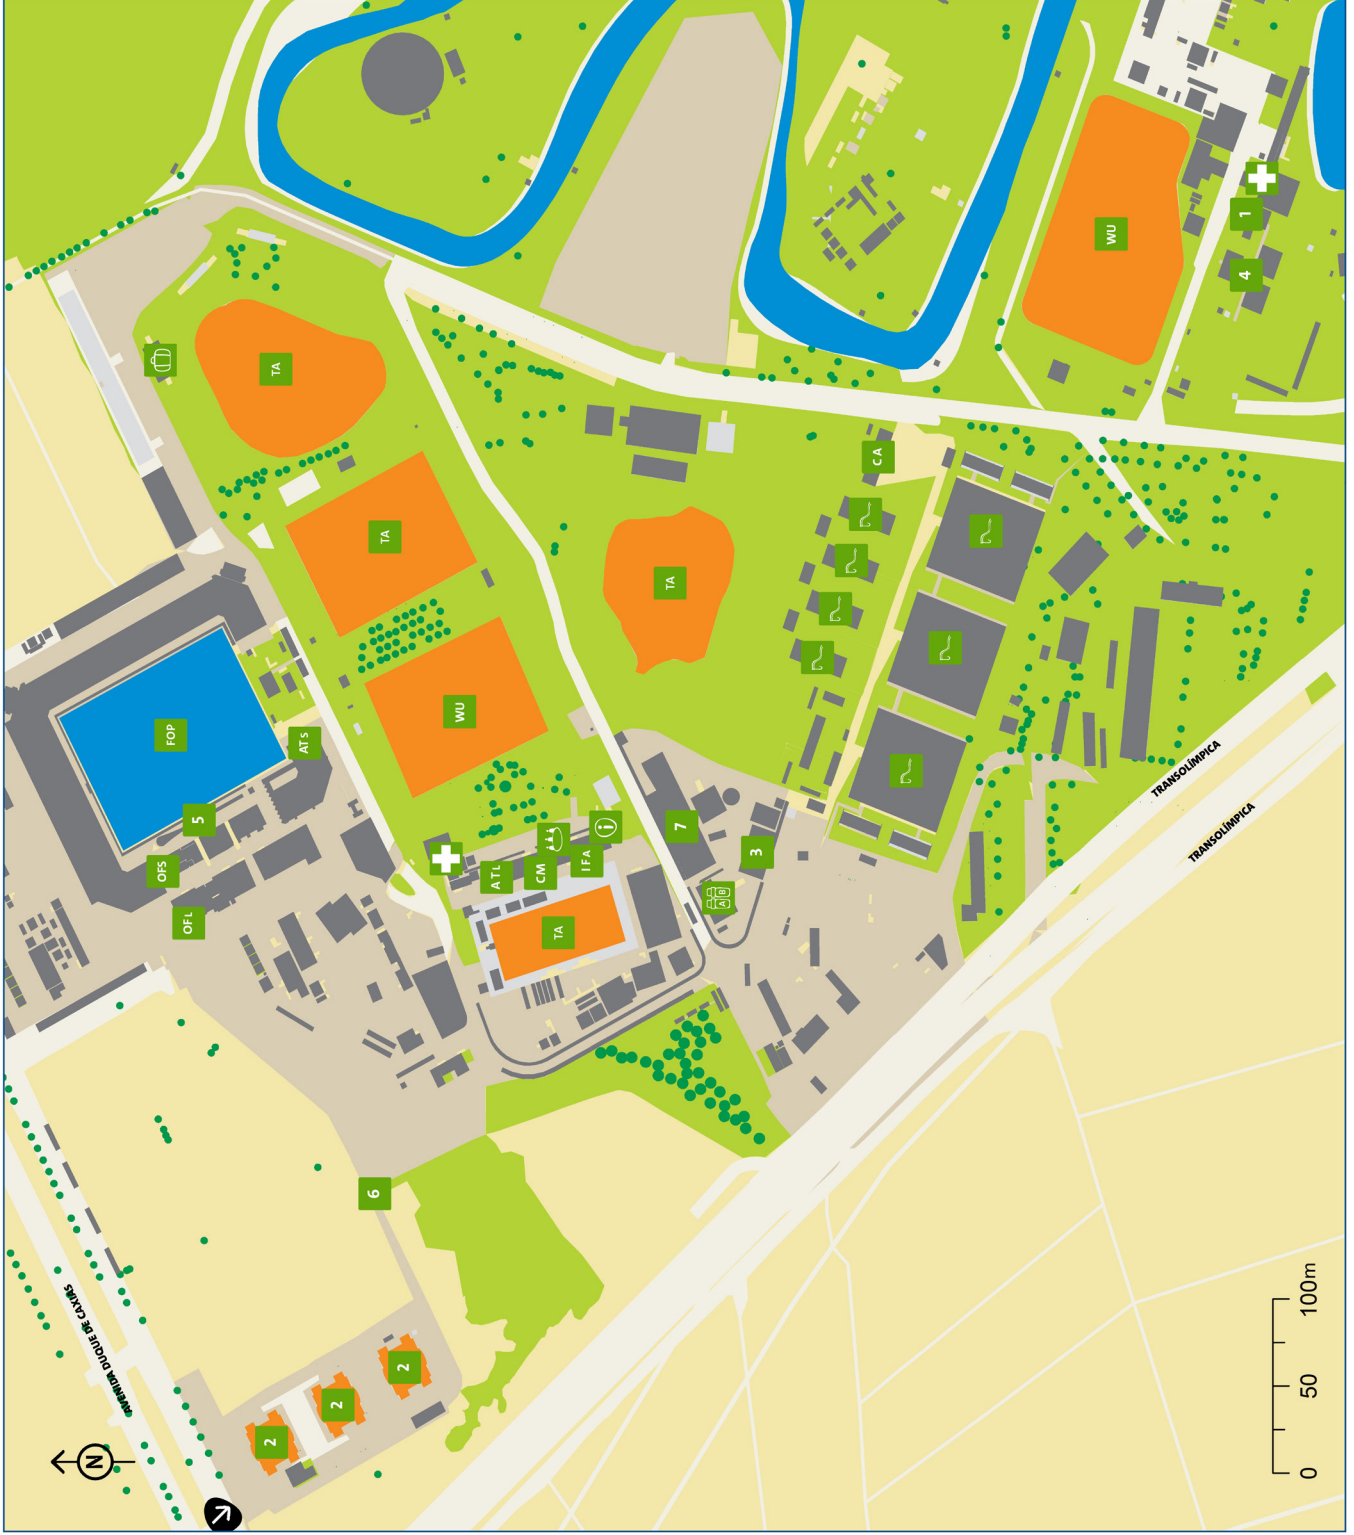 WU
1
4
TA
CA
TA
TA
WU
FOP
ATS
5
OFS
OFL
7
3
ATL
CM
IFA
A B
TA
TRANSOLÍMPICA
TRANSOLÍMPICA
6
AVENIDA DUQUE DE CAXIAS
2
2
2
N
0 50 100m